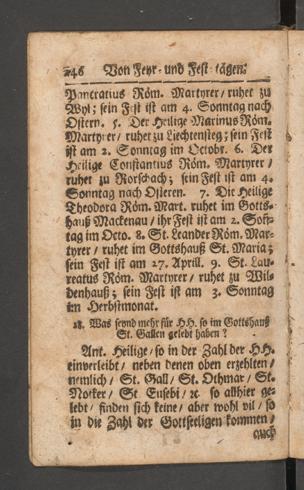 246 Von Feyr- und Fest-tägen.
Pancratius Röm. Martyrer / ruhet zu
Wyl; sein Fest ist am 4. Sonntag nach
Ostern. 5. Der Heilige Marinus Röm.
Martyrer / ruhet zu Liechtensteg; sein Fest
ist am 2. Sonntag im Octobr. 6. Der
Heilige Constantius Röm. Martyrer /
ruhet zu Rorschach; sein Fest ist am 4.
Sonntag nach Osteren. 7. Die Heilige
Theodora Röm. Mart. ruhet im Gotts-
hauß Mackenau / ihr Fest ist am 2. Soñ-
tag im Octo. 8. St. Leander Röm. Mar-
tyrer / ruhet im Gottshauß St. Maria;
sein Fest ist am 27. Aprill. 9. St. Lau-
reatus Röm. Martyrer / ruhet in Wil-
denhauß; sein Fest ist am 3. Sonntag
im Herbstmonat.
28. Was seynd mehr für HH. so im Gottshauß
St. Gallen gelebt haben?
Ant. Heilige / so in der Zahl der HH.
einverleibt / neben denen oben erzehlten /
nemlich / St. Gall / St. Othmar / St.
Notker / St Eusebi / ꝛc so allhier ge-
lebt / finden sich keine / aber wohl vil / so
in die Zahl der Gottseeligen kommen /
auch